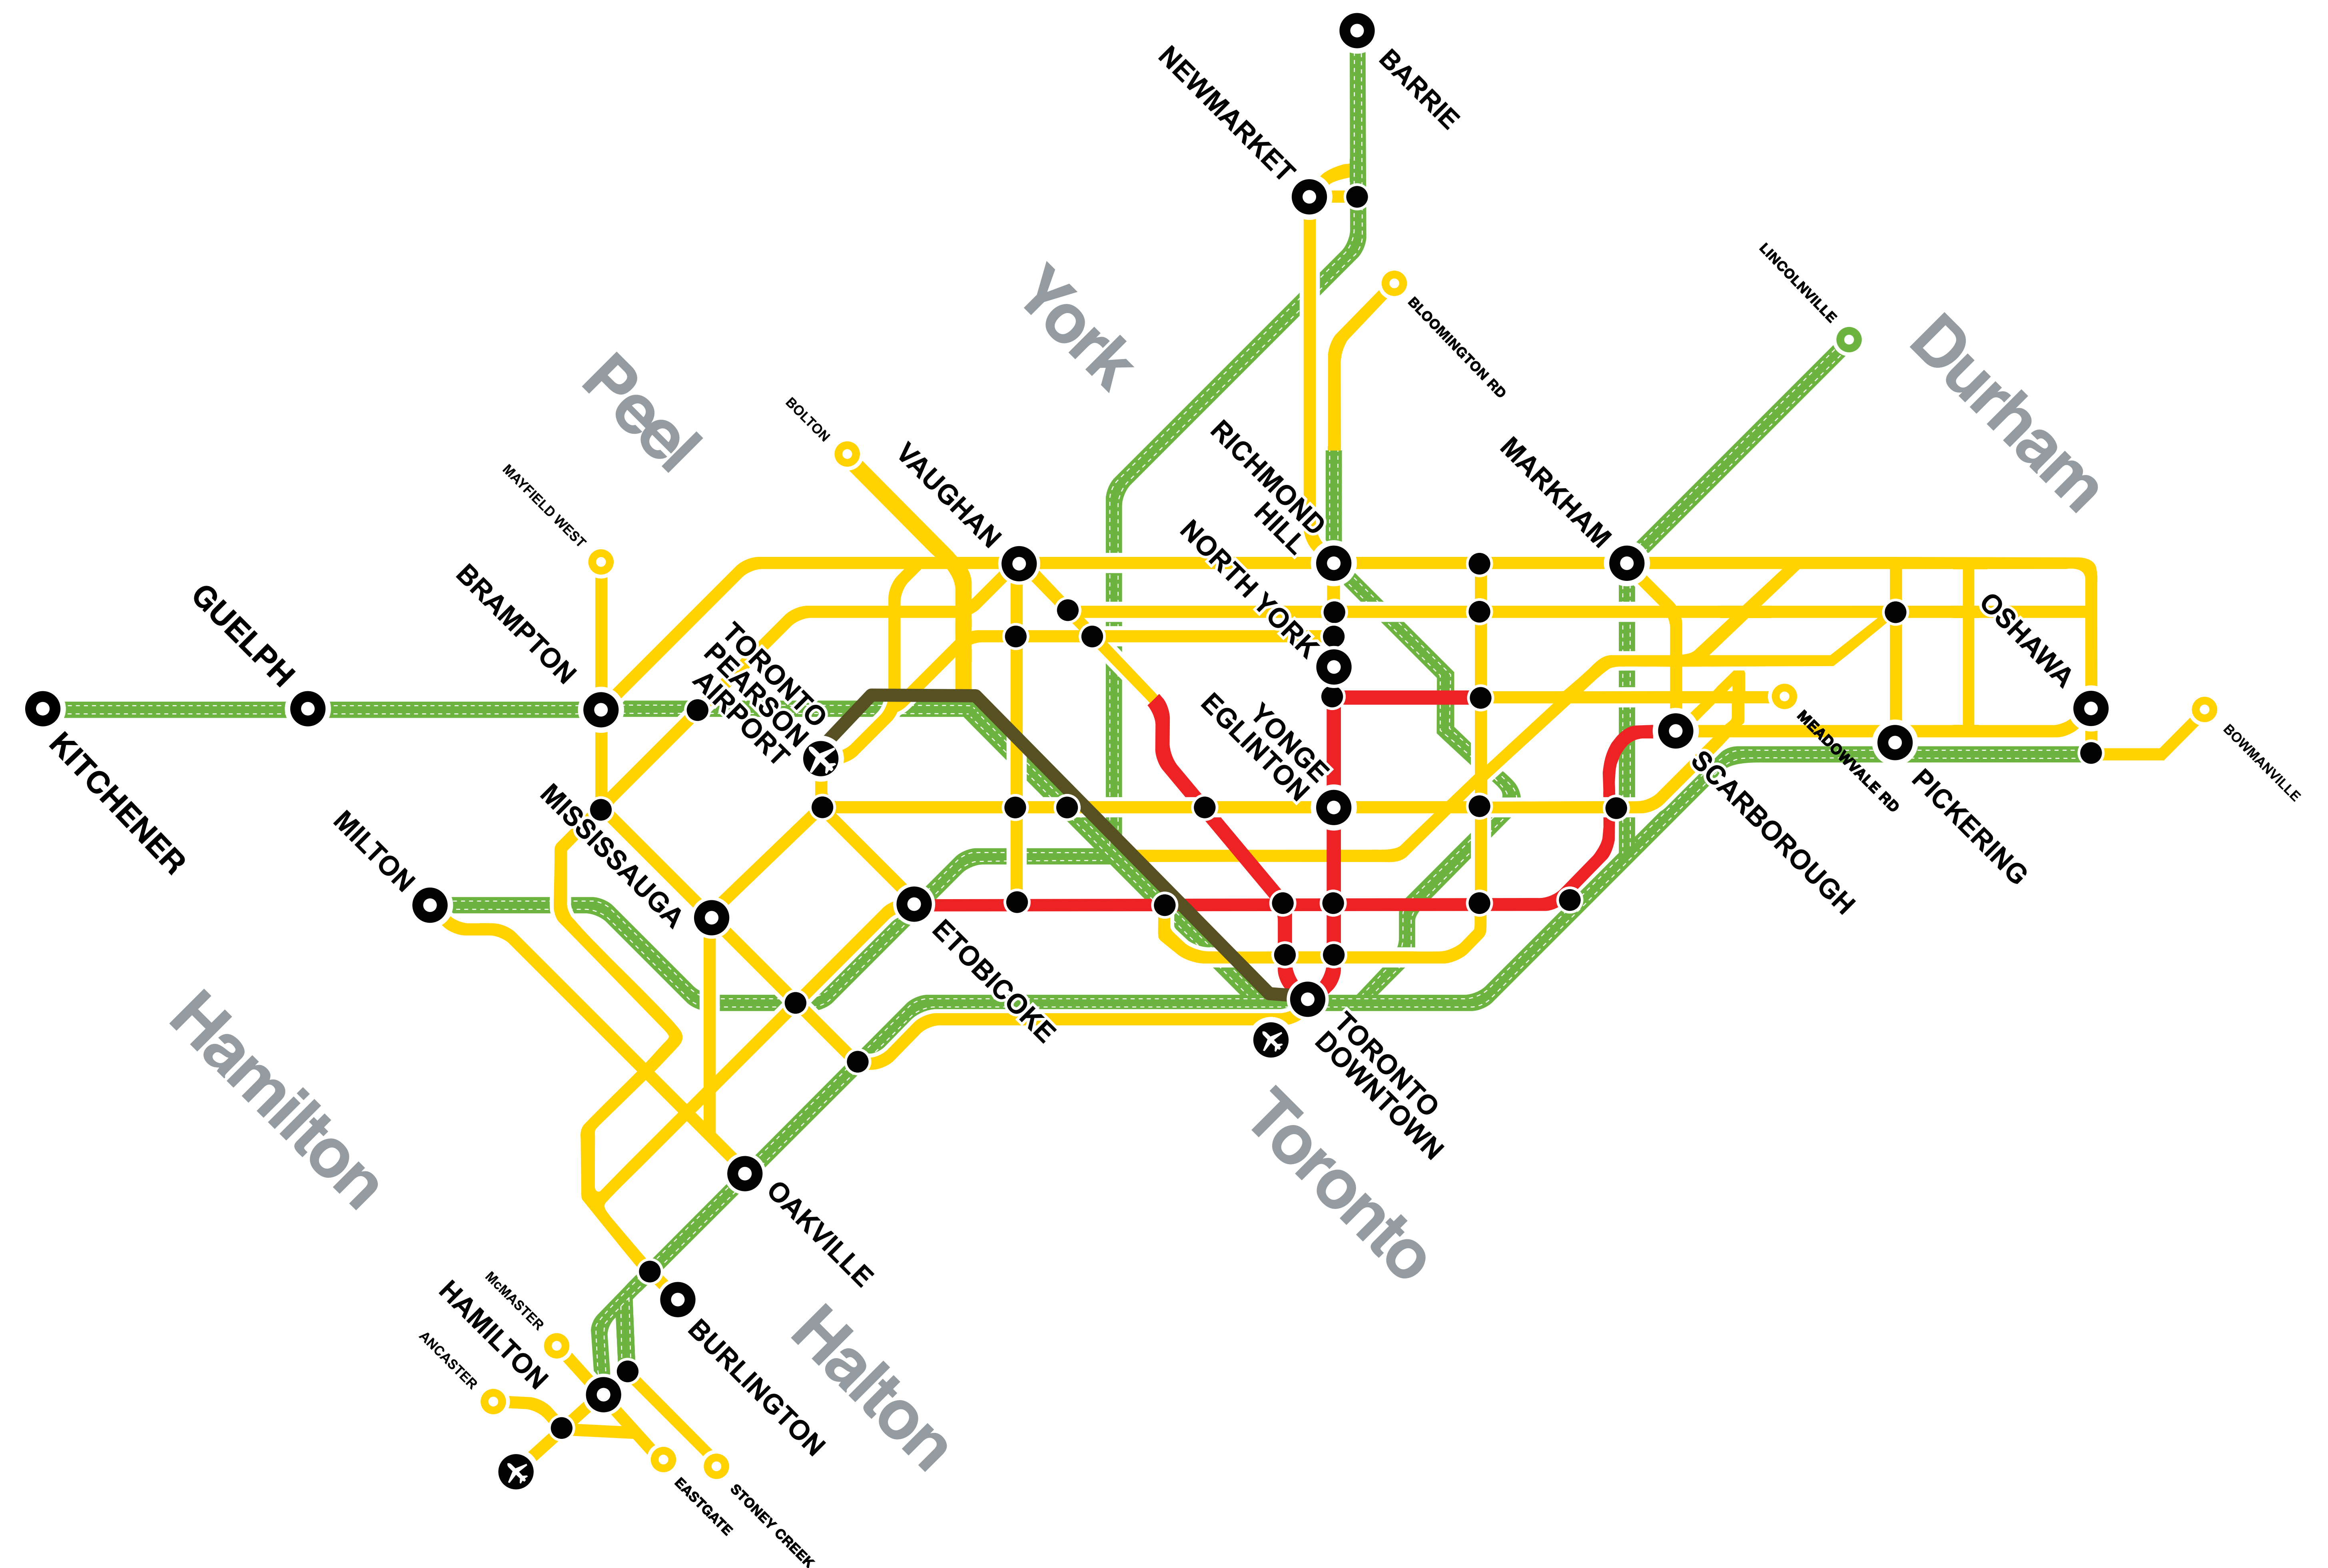 BARRIE
NEWMARKET
BLOOMINGTON RD
LINCOLNVILLE
York
Durham
Peel
BOLTON
VAUGHAN
RICHMOND
HILL
MARKHAM
MAYFIELD WEST
NORTH YORK
BRAMPTON
GUELPH
TORONTO
PEARSON
AIRPORT
OSHAWA
YONGE
EGLINTON
KITCHENER
MEADOWVALE RD
BOWMANVILLE
MISSISSAUGA
MILTON
SCARBOROUGH
PICKERING
ETOBICOKE
Hamillton
TORONTO
DOWNTOWN
Toronto
OAKVILLE
McMASTER
HAMILTON
ANCASTER
BURLINGTON
Halton
EASTGATE
STONEY CREEK